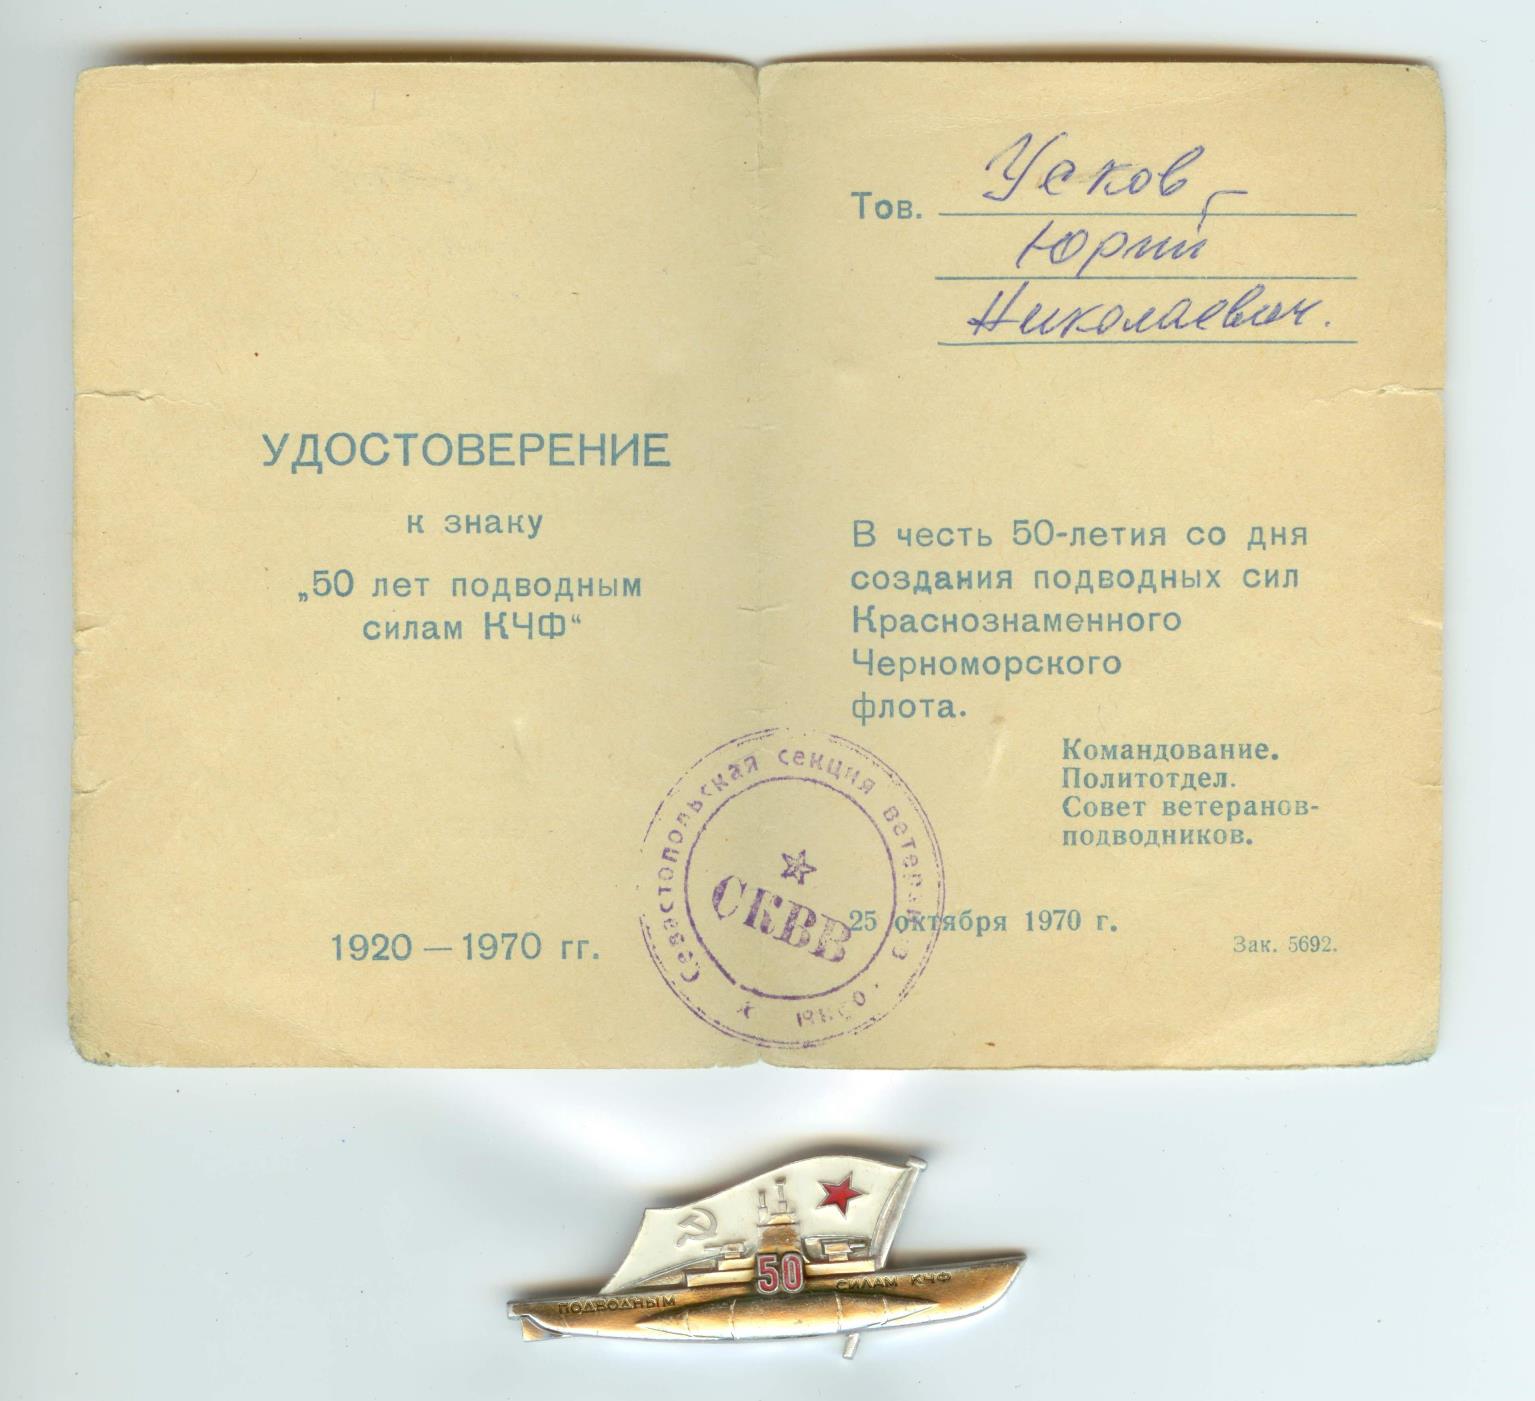 УДОСТОВЕРЕНИЕ
к знаку
„50 лет подводным
силам КЧФ“
1920 — 1970 гг.
Тов. Усков
Юрий
Николаевич.
В честь 50-летия со дня
создания подводных сил
Краснознаменного
Черноморского
флота.
Командование.
Политотдел.
Совет ветеранов-
подводников.
25 октября 1970 г.
Зак. 5692.
Севастопольская секция ветеранов
СКВВ
50
ПОДВОДНЫМ СИЛАМ КЧФ